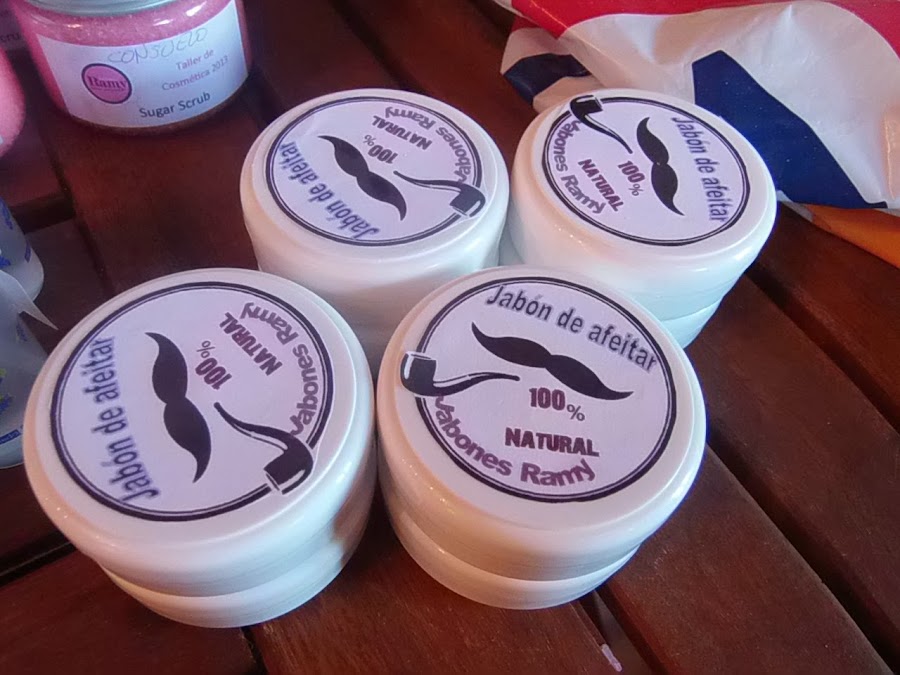 CONSUELO
Ramy
Taller de
Cosmética 2013
Sugar Scrub
Jabón de afeitar
100%
NATURAL
Jabones Ramy
Jabón de afeitar
100%
NATURAL
Jabones Ramy
Jabón de afeitar
100%
NATURAL
Jabones Ramy
Jabón de afeitar
100%
NATURAL
Jabones Ramy